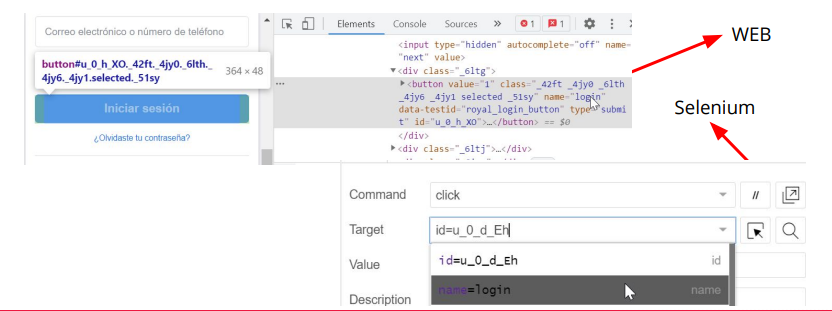 Correo electrónico o número de teléfono
button#u_0_h_XO._42ft._4jy0._6lth._
4jy6._4jy1.selected._51sy
364 × 48
Iniciar sesión
¿Olvidaste tu contraseña?
Elements Console Sources » 1 1
<input type="hidden" autocomplete="off" name=
"next" value>
▼<div class="_6ltg">
… ▶<button value="1" class="_42ft _4jy0 _6lth
_4jy6 _4jy1 selected _51sy" name="login"
data-testid="royal_login_button" type="submi
t" id="u_0_h_XO">…</button> == $0
</div>
▶<div class="_6ltj">…</div>
WEB
Selenium
Command click //
Target id=u_0_d_Eh
Value id=u_0_d_Eh id
name=login name
Description